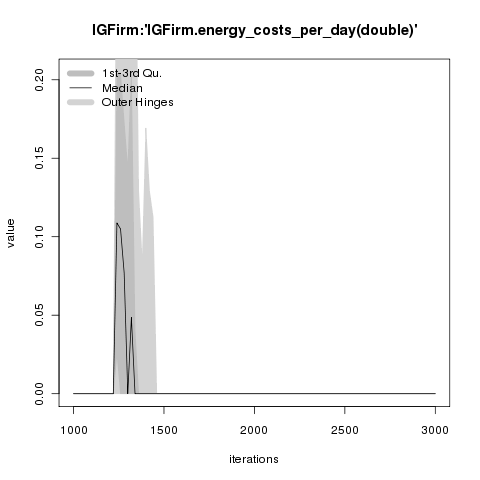 IGFirm:'IGFirm.energy_costs_per_day(double)'
1st-3rd Qu.
Median
Outer Hinges
value
0.20
0.15
0.10
0.05
0.00
1000 1500 2000 2500 3000
iterations